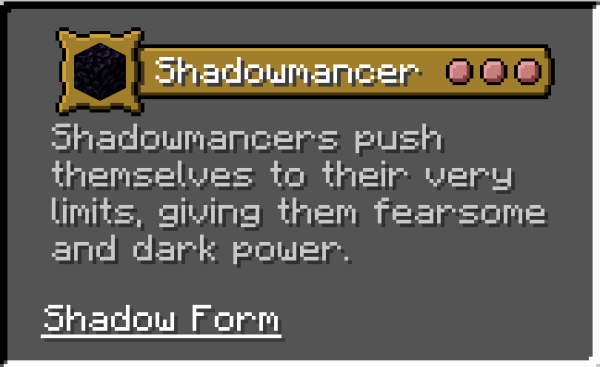 Shadowmancer
Shadowmancers push
themselves to their very
limits, giving them fearsome
and dark power.
Shadow Form